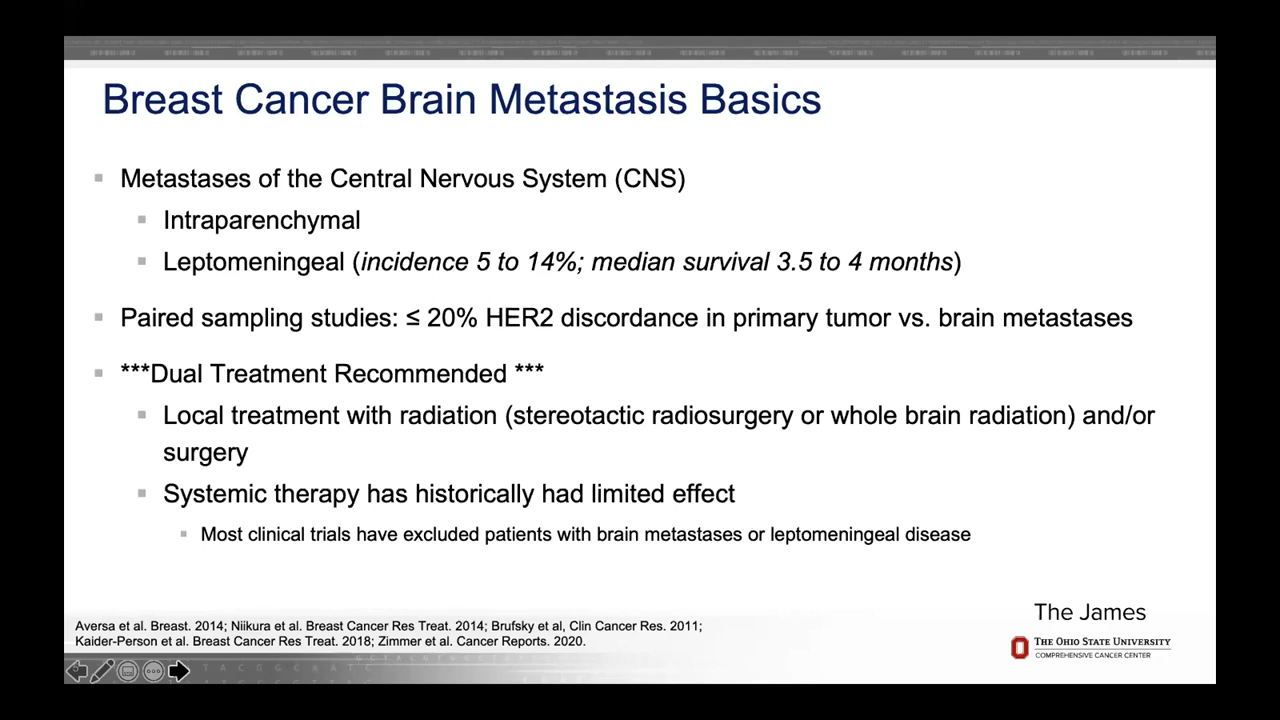 Breast Cancer Brain Metastasis Basics
Metastases of the Central Nervous System (CNS)
Intraparenchymal
Leptomeningeal (incidence 5 to 14%; median survival 3.5 to 4 months)
Paired sampling studies: ≤ 20% HER2 discordance in primary tumor vs. brain metastases
***Dual Treatment Recommended ***
Local treatment with radiation (stereotactic radiosurgery or whole brain radiation) and/or
surgery
Systemic therapy has historically had limited effect
Most clinical trials have excluded patients with brain metastases or leptomeningeal disease
Aversa et al. Breast. 2014; Niikura et al. Breast Cancer Res Treat. 2014; Brufsky et al, Clin Cancer Res. 2011;
Kaider-Person et al. Breast Cancer Res Treat. 2018; Zimmer et al. Cancer Reports. 2020.
The James
THE OHIO STATE UNIVERSITY
COMPREHENSIVE CANCER CENTER